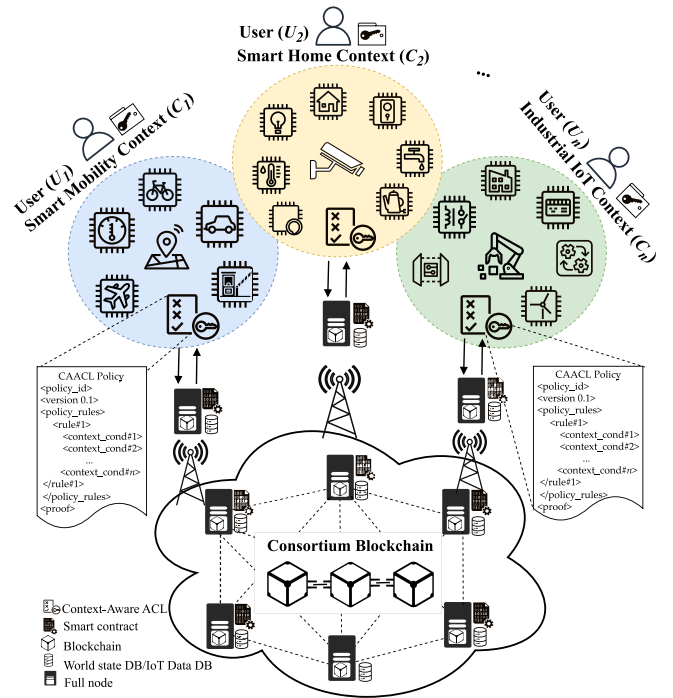 User (U2)
Smart Home Context (C2)
...
User (U1)
Smart Mobility Context (C1)
User (Un)
Industrial IoT Context (Cn)
CAACL Policy
<policy_id>
<version 0.1>
<policy_rules>
<rule#1>
<context_cond#1>
<context_cond#2>
...
<context_cond#n>
</rule#1>
</policy_rules>
<proof>
CAACL Policy
<policy_id>
<version 0.1>
<policy_rules>
<rule#1>
<context_cond#1>
<context_cond#2>
...
<context_cond#n>
</rule#1>
</policy_rules>
<proof>
Consortium Blockchain
Context-Aware ACL
Smart contract
Blockchain
World state DB/IoT Data DB
Full node